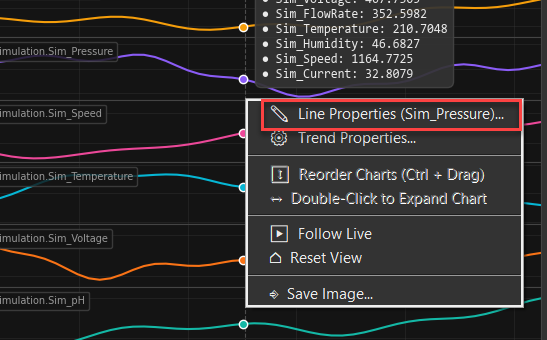 Sim_FlowRate: 352.5982
Sim_Temperature: 210.7048
Sim_Humidity: 46.6827
Sim_Speed: 1164.7725
Sim_Current: 32.8079
imulation.Sim_Pressure
imulation.Sim_Speed
imulation.Sim_Temperature
imulation.Sim_Voltage
imulation.Sim_pH
Line Properties (Sim_Pressure)...
Trend Properties...
Reorder Charts (Ctrl + Drag)
Double-Click to Expand Chart
Follow Live
Reset View
Save Image...